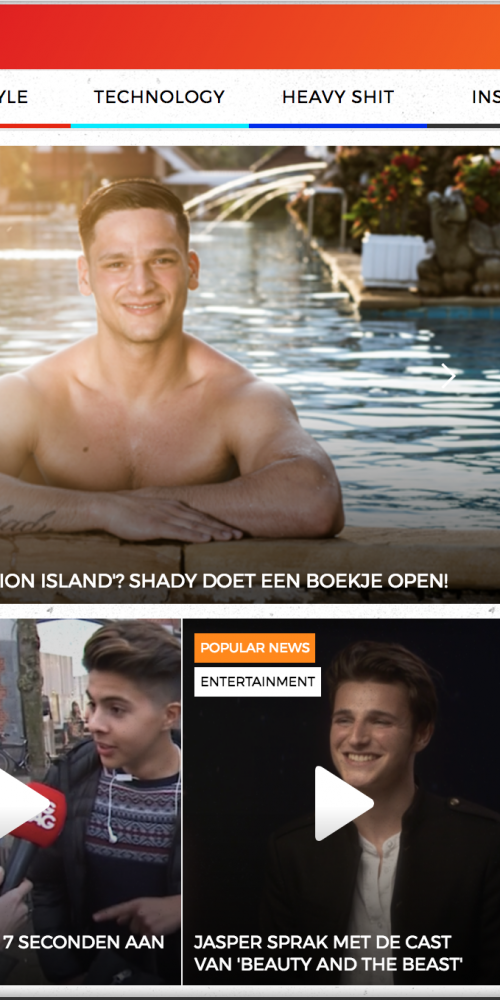 YLE TECHNOLOGY HEAVY SHIT INS
ION ISLAND'? SHADY DOET EEN BOEKJE OPEN!
POPULAR NEWS
ENTERTAINMENT
7 SECONDEN AAN
JASPER SPRAK MET DE CAST
VAN 'BEAUTY AND THE BEAST'